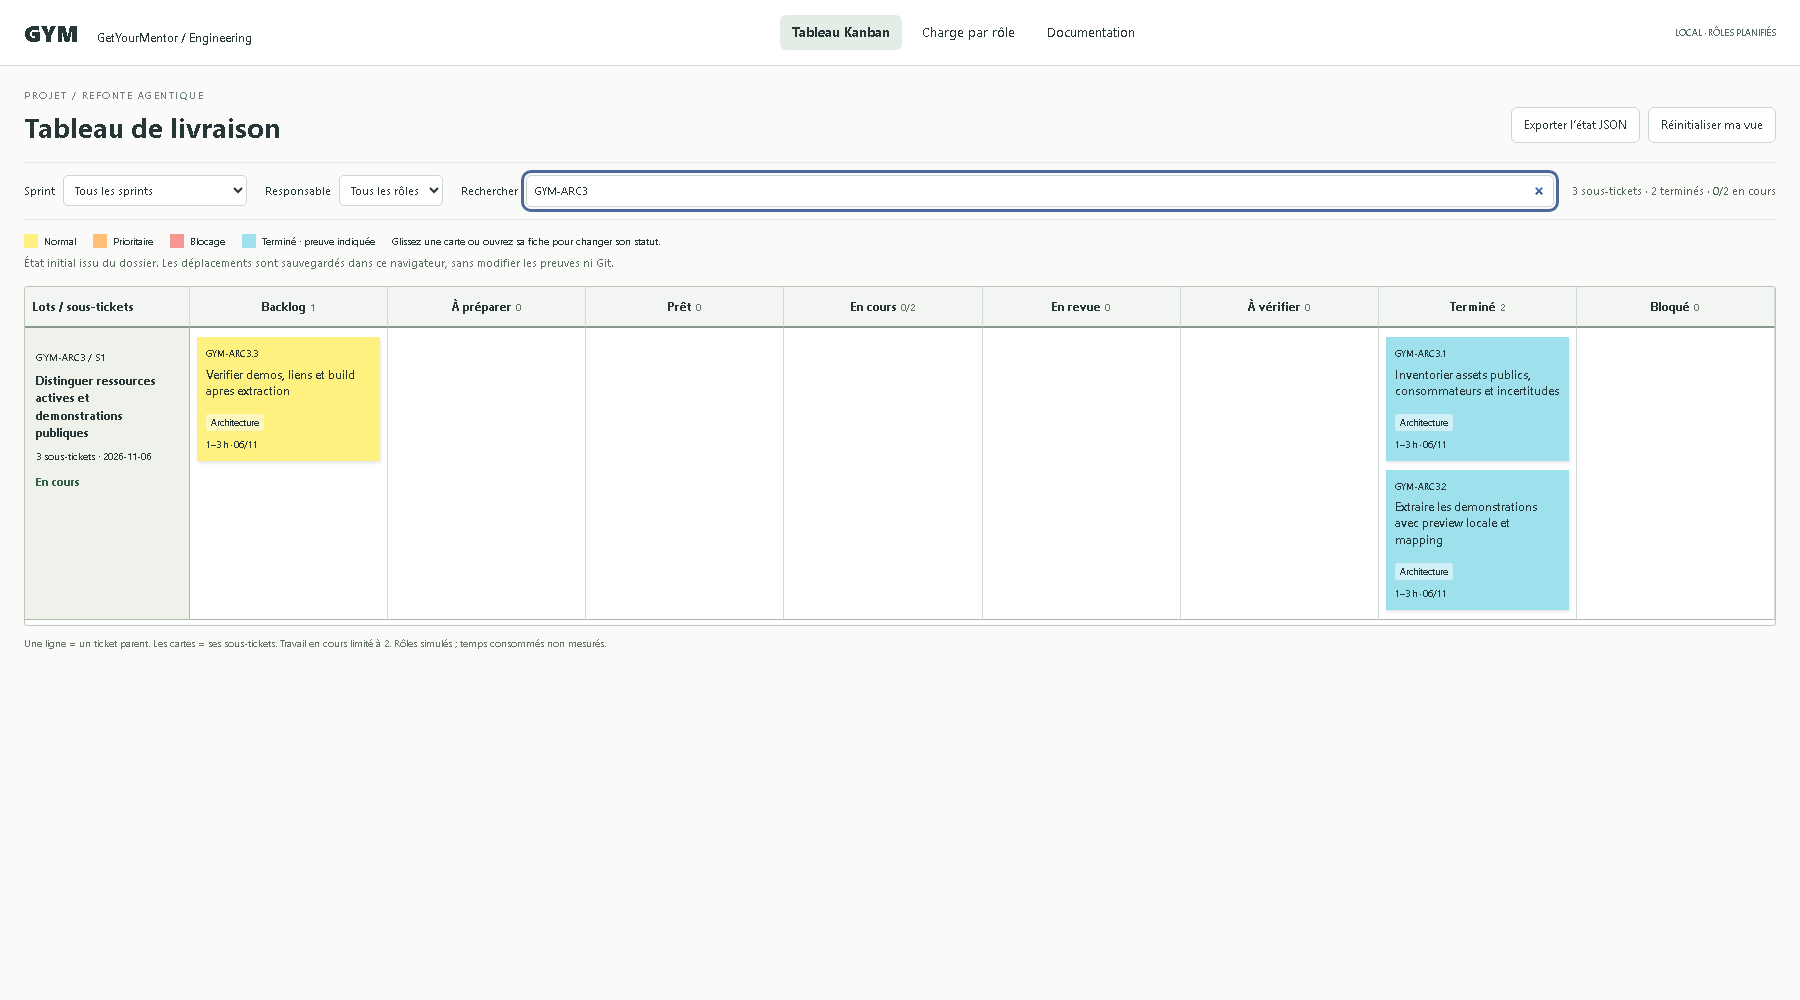 GYM GetYourMentor / Engineering
Tableau Kanban Charge par rôle Documentation
LOCAL · RÔLES PLANIFIÉS
PROJET / REFONTE AGENTIQUE
Tableau de livraison
Exporter l'état JSON Réinitialiser ma vue
Sprint Tous les sprints Responsable Tous les rôles Rechercher GYM-ARC3 × 3 sous-tickets · 2 terminés · 0/2 en cours
Normal Prioritaire Blocage Terminé · preuve indiquée Glissez une carte ou ouvrez sa fiche pour changer son statut.
État initial issu du dossier. Les déplacements sont sauvegardés dans ce navigateur, sans modifier les preuves ni Git.
Lots / sous-tickets Backlog 1 À préparer 0 Prêt 0 En cours 0/2 En revue 0 À vérifier 0 Terminé 2 Bloqué 0
GYM-ARC3 / S1
Distinguer ressources
actives et
demonstrations
publiques
3 sous-tickets · 2026-11-06
En cours
GYM-ARC3.3
Verifier demos, liens et build
apres extraction
Architecture
1–3 h · 06/11
GYM-ARC3.1
Inventorier assets publics,
consommateurs et incertitudes
Architecture
1–3 h · 06/11
GYM-ARC3.2
Extraire les demonstrations
avec preview locale et
mapping
Architecture
1–3 h · 06/11
Une ligne = un ticket parent. Les cartes = ses sous-tickets. Travail en cours limité à 2. Rôles simulés ; temps consommés non mesurés.